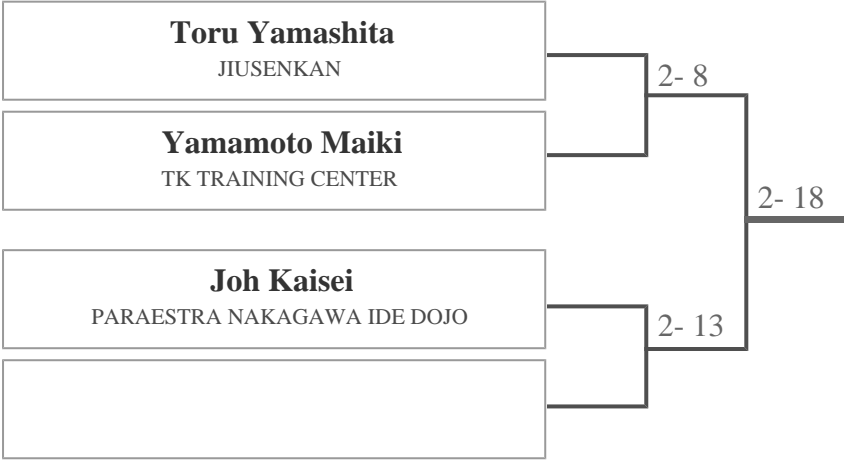 Toru Yamashita
JIUSENKAN
2- 8
Yamamoto Maiki
TK TRAINING CENTER
2- 18
Joh Kaisei
PARAESTRA NAKAGAWA IDE DOJO
2- 13